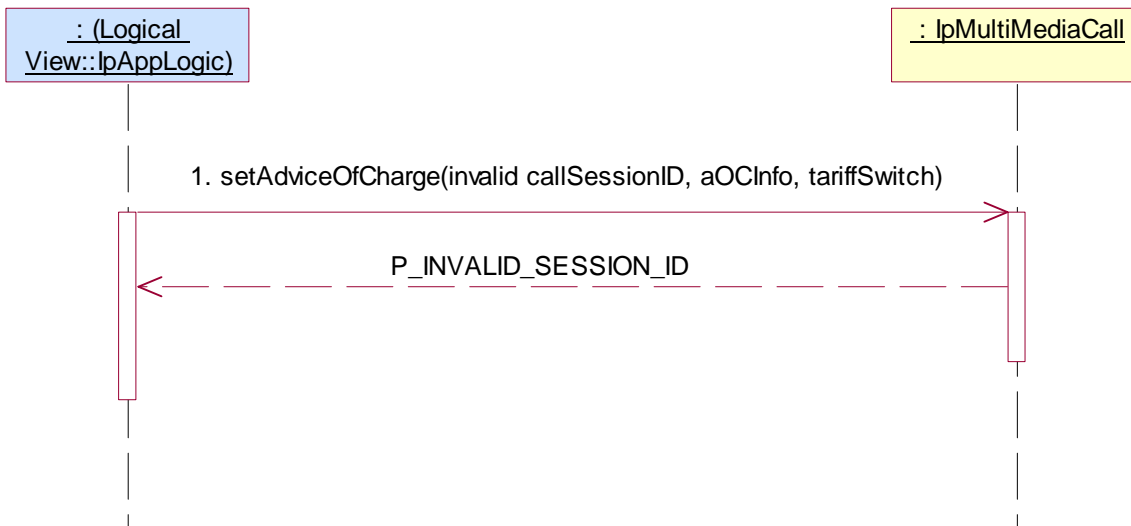 : (Logical
View::IpAppLogic)
: IpMultiMediaCall
1. setAdviceOfCharge(invalid callSessionID, aOCInfo, tariffSwitch)
P_INVALID_SESSION_ID